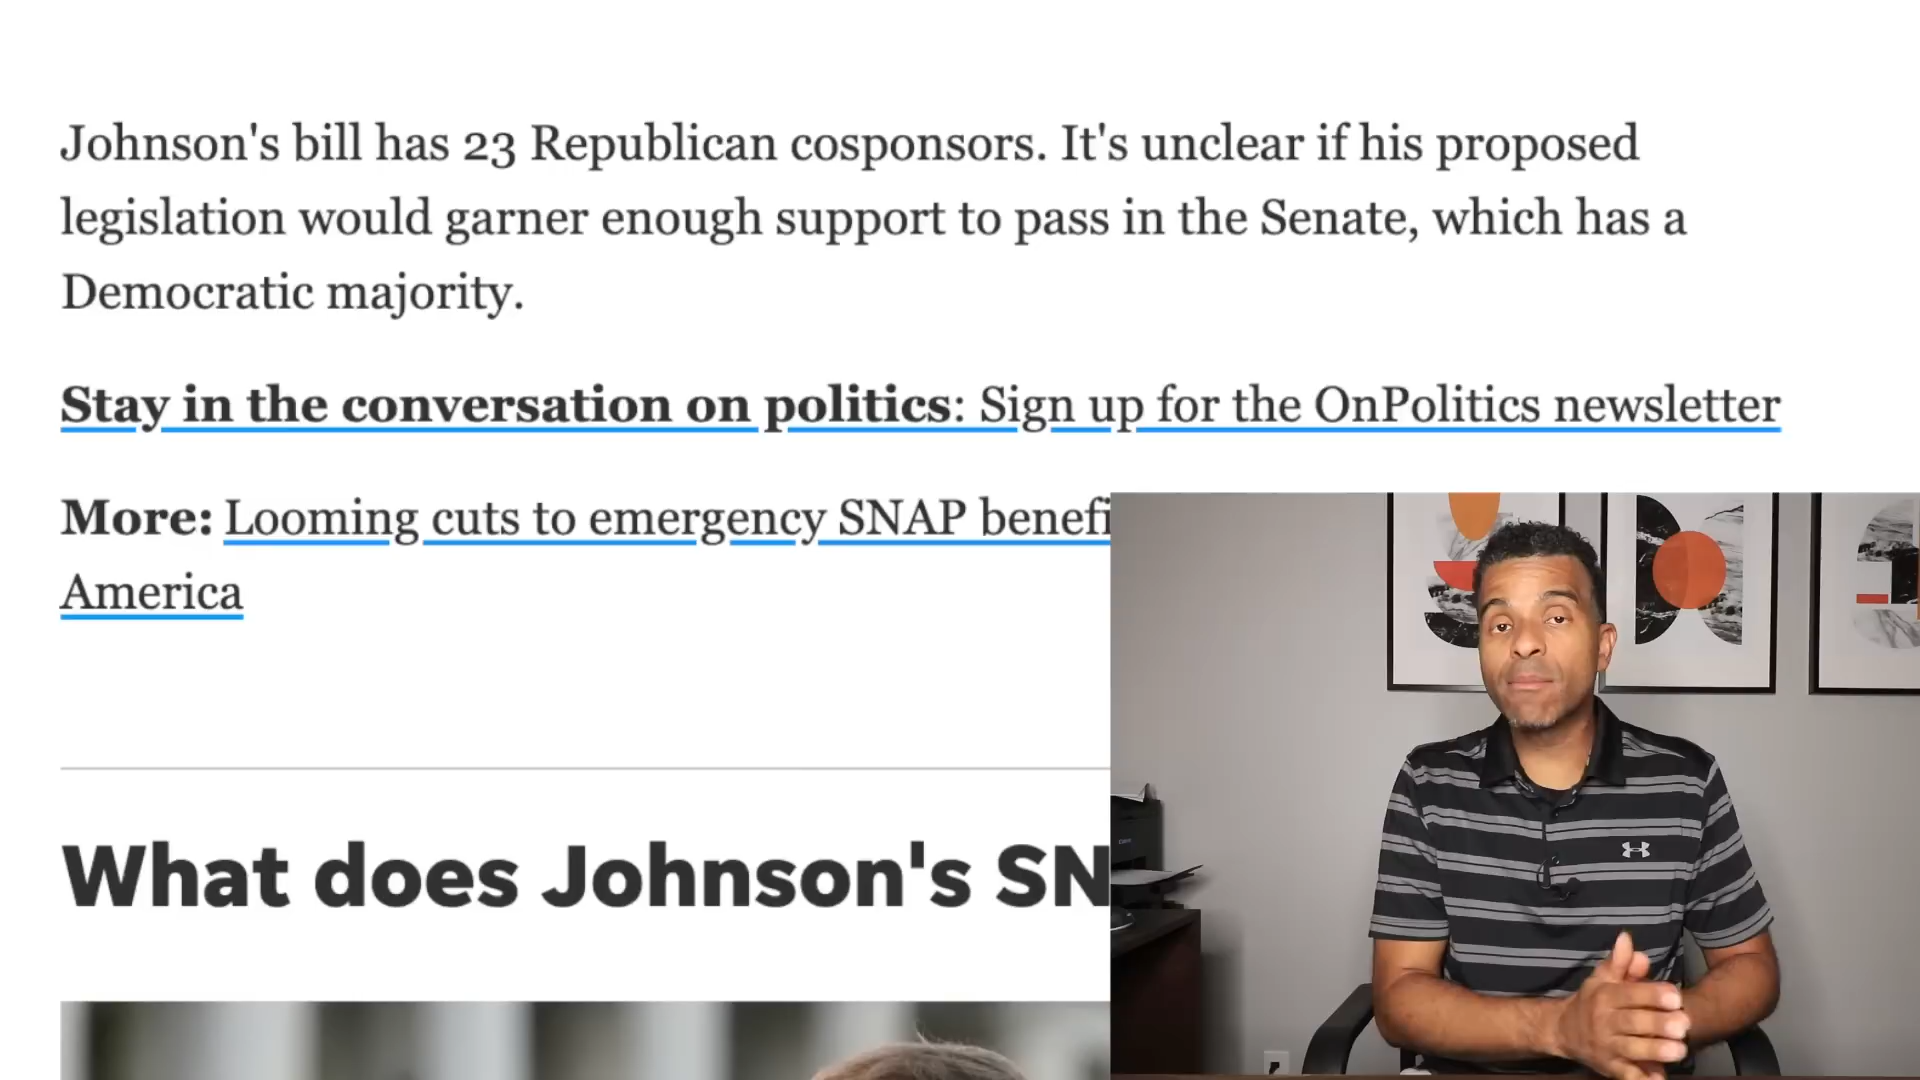 Johnson's bill has 23 Republican cosponsors. It's unclear if his proposed
legislation would garner enough support to pass in the Senate, which has a
Democratic majority.
Stay in the conversation on politics: Sign up for the OnPolitics newsletter
More: Looming cuts to emergency SNAP benefi
America
What does Johnson's SN